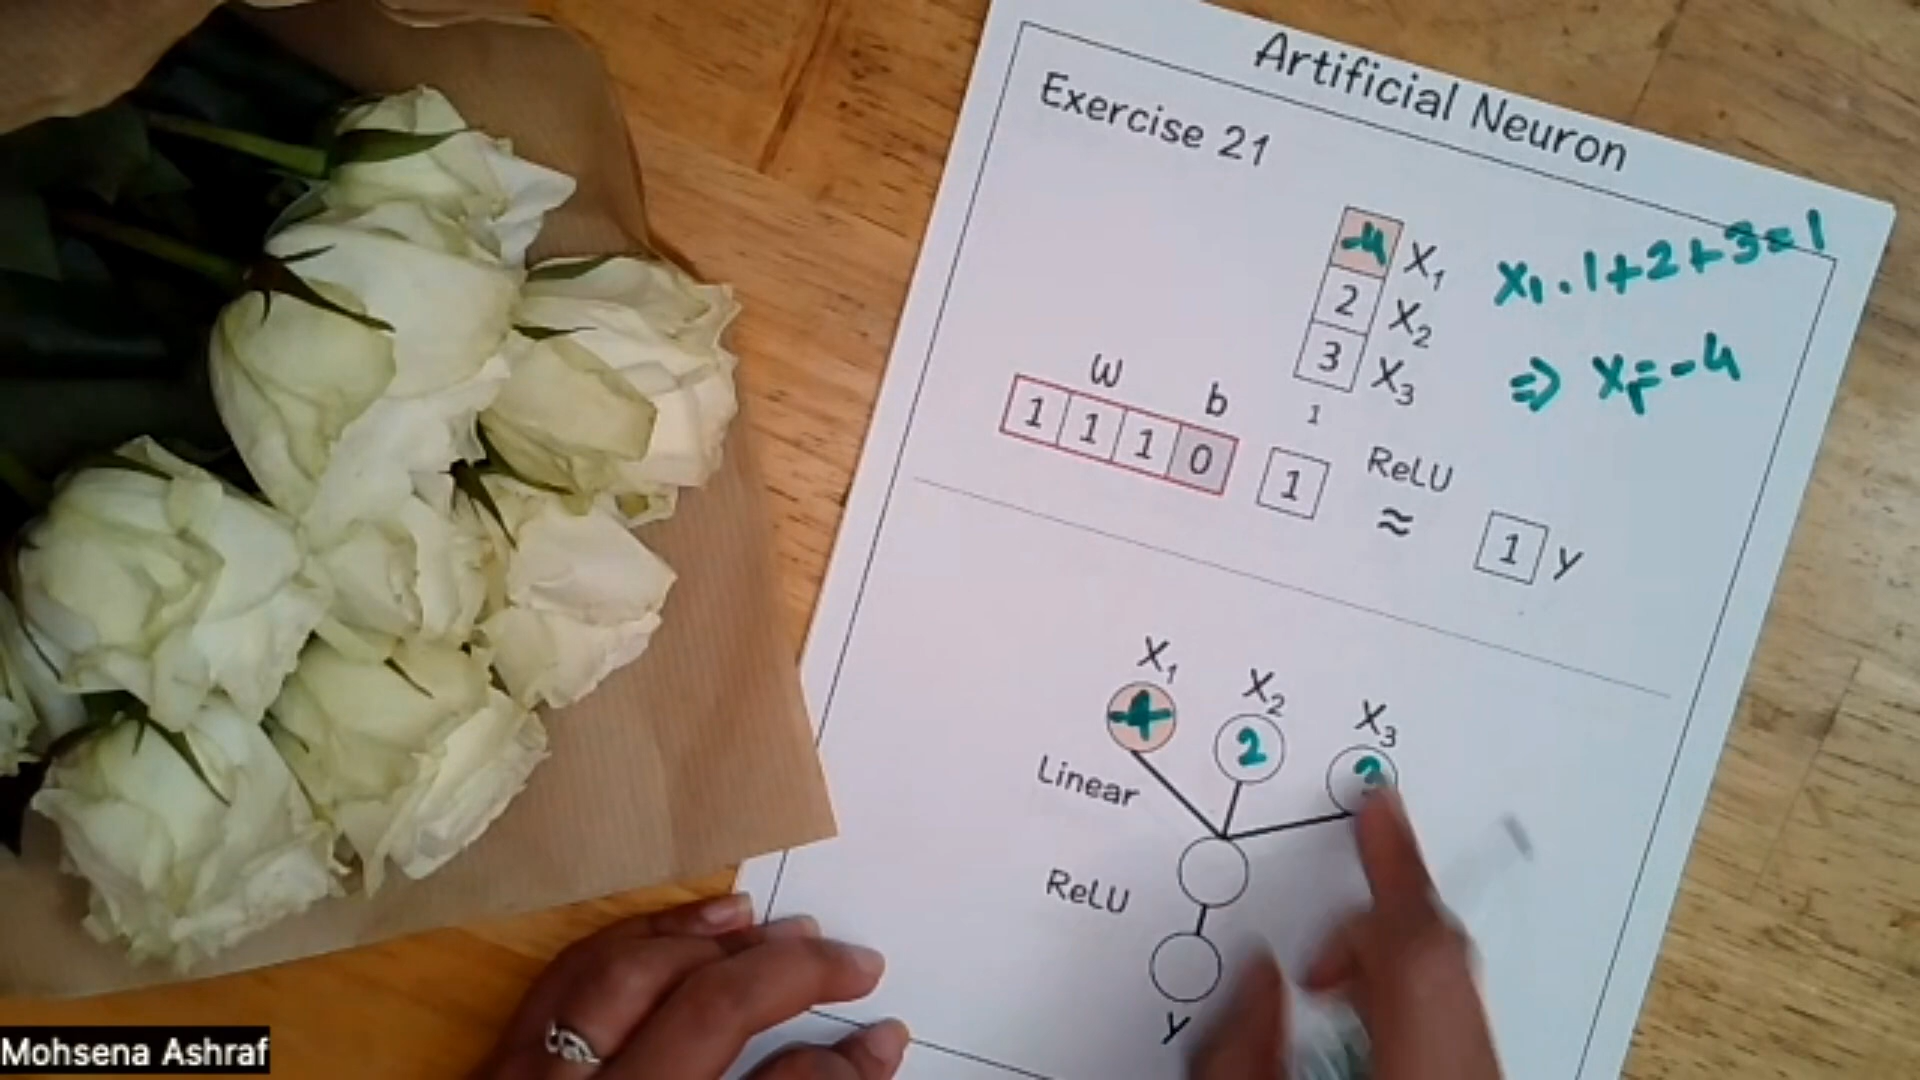 Artificial Neuron
Exercise 21
-4 X₁
2 X₂
3 X₃
1
X₁ . 1 + 2 + 3 = 1
⇒ X₁ = -4
W b
1 1 1 0
1
ReLU
≈
1 y
X₁ X₂ X₃
-4 2 3
Linear
ReLU
y
Mohsena Ashraf